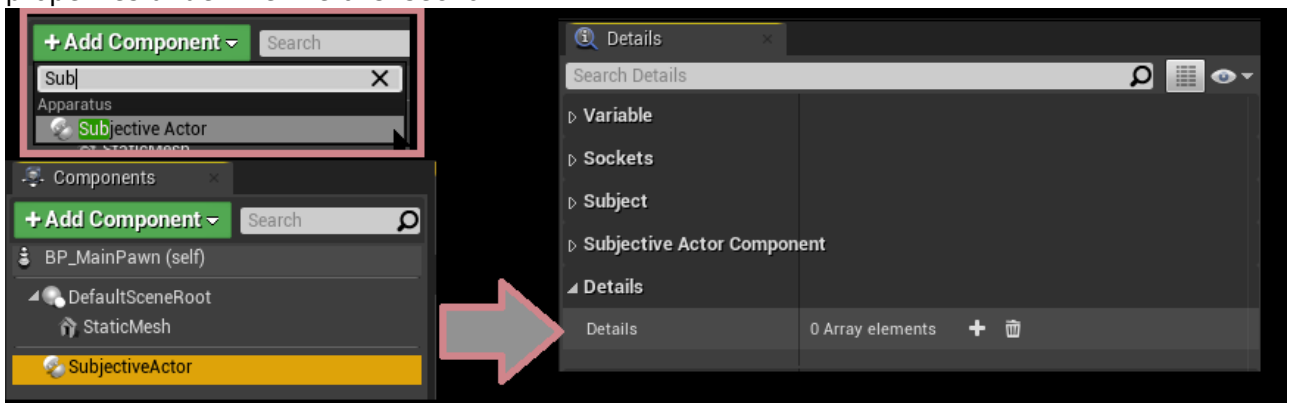 + Add Component
Search
Sub
Apparatus
Subjective Actor
StaticMesh
Components
+ Add Component
Search
BP_MainPawn (self)
DefaultSceneRoot
StaticMesh
SubjectiveActor
Details
Search Details
Variable
Sockets
Subject
Subjective Actor Component
Details
Details 0 Array elements